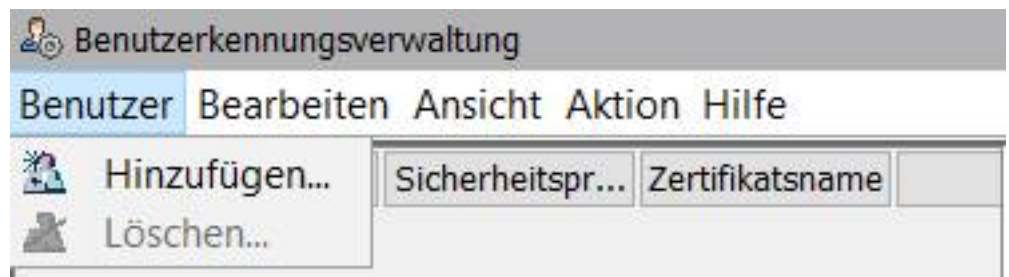 Benutzerkennungsverwaltung
Benutzer Bearbeiten Ansicht Aktion Hilfe
Hinzufügen... Sicherheitspr... Zertifikatsname
Löschen...